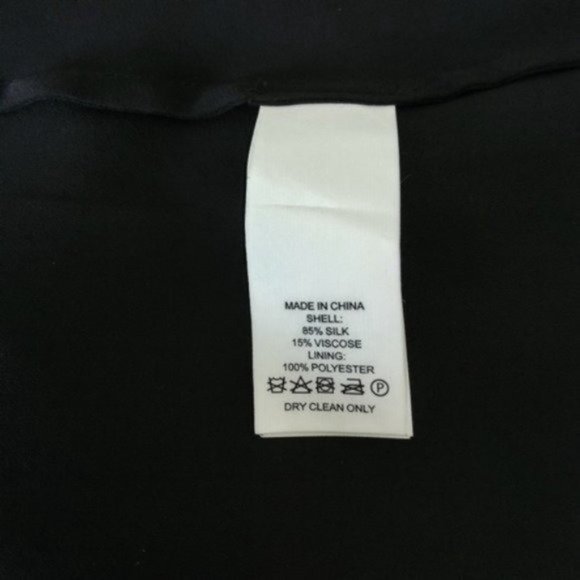 MADE IN CHINA
SHELL:
85% SILK
15% VISCOSE
LINING:
100% POLYESTER
P
DRY CLEAN ONLY